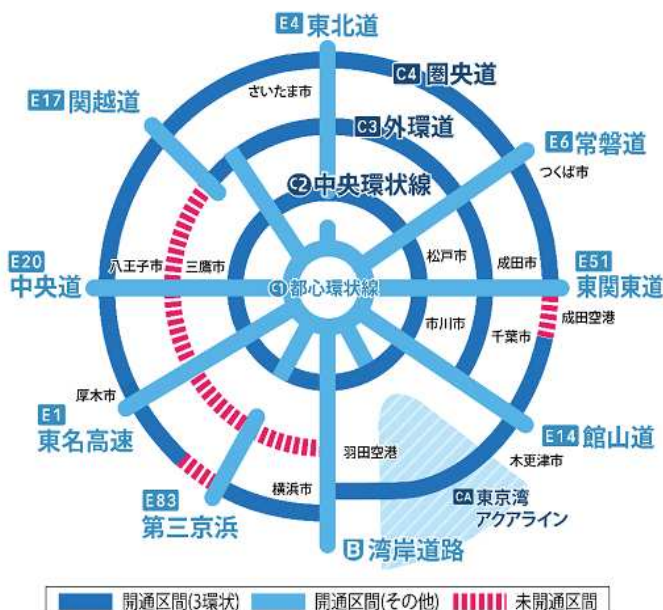 E4 東北道
C4 圏央道
さいたま市
E17 関越道
C3 外環道
E6 常磐道
つくば市
C2 中央環状線
E20
中央道
八王子市
三鷹市
C1 都心環状線
松戸市
成田市
E51
東関東道
成田空港
市川市
千葉市
厚木市
E1
東名高速
E14 館山道
木更津市
羽田空港
横浜市
E83
第三京浜
CA 東京湾
アクアライン
B 湾岸道路
開通区間(3環状) 開通区間(その他) 未開通区間